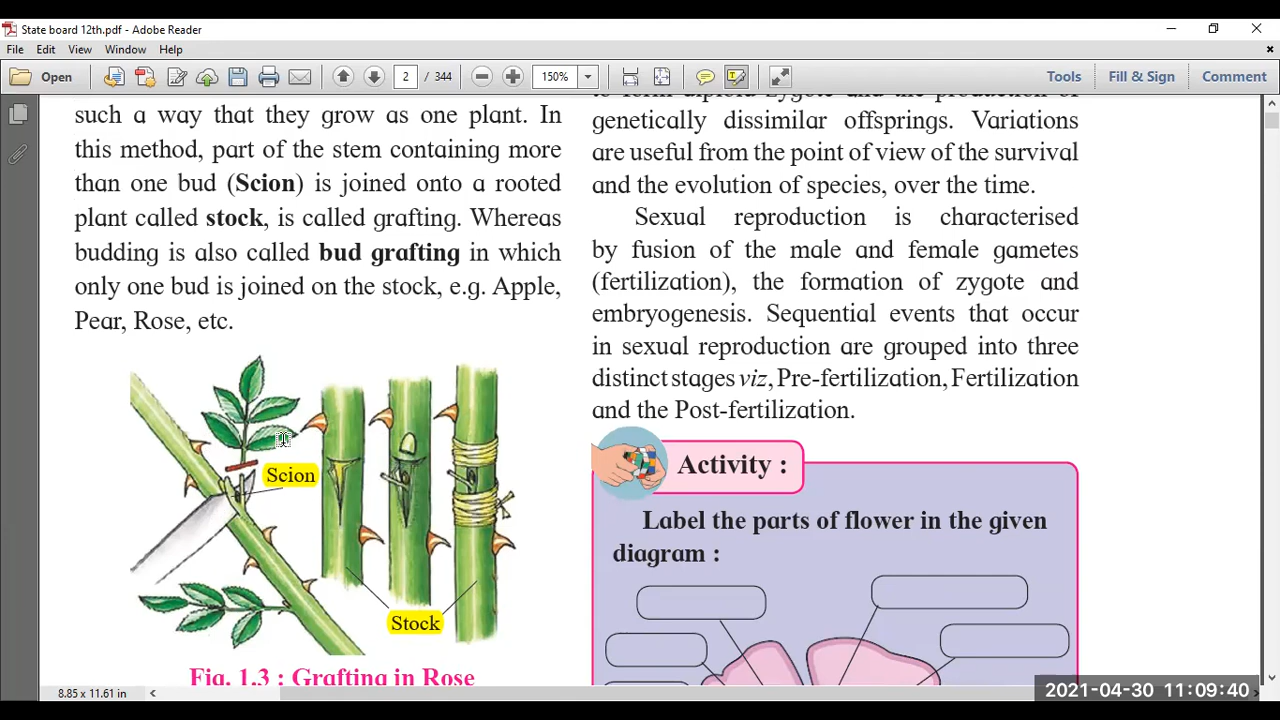 State board 12th.pdf - Adobe Reader
File Edit View Window Help
Open 2 / 344 150% Tools Fill & Sign Comment
such a way that they grow as one plant. In
this method, part of the stem containing more
than one bud (Scion) is joined onto a rooted
plant called stock, is called grafting. Whereas
budding is also called bud grafting in which
only one bud is joined on the stock, e.g. Apple,
Pear, Rose, etc.
Scion
Stock
Fig. 1.3 : Grafting in Rose
to form diploid zygote and the production of
genetically dissimilar offsprings. Variations
are useful from the point of view of the survival
and the evolution of species, over the time.
Sexual reproduction is characterised
by fusion of the male and female gametes
(fertilization), the formation of zygote and
embryogenesis. Sequential events that occur
in sexual reproduction are grouped into three
distinct stages viz, Pre-fertilization, Fertilization
and the Post-fertilization.
Activity :
Label the parts of flower in the given
diagram :
8.85 x 11.61 in
2021-04-30 11:09:40